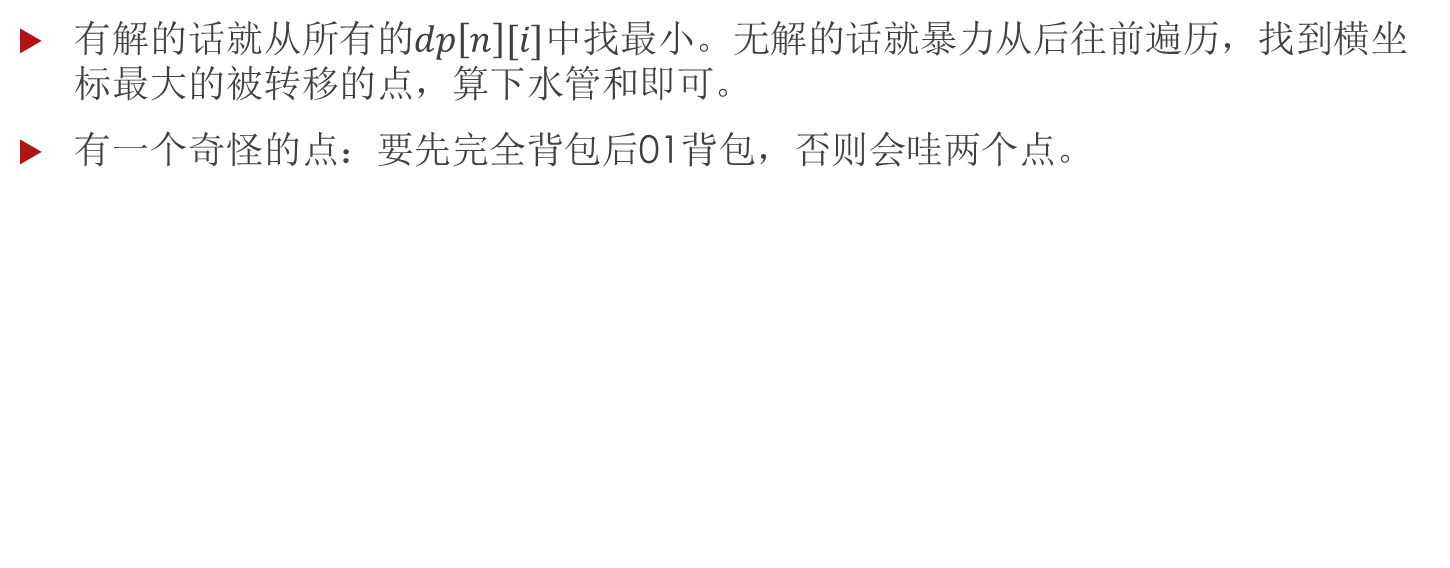 有解的话就从所有的dp[n][i]中找最小。无解的话就暴力从后往前遍历，找到横坐
标最大的被转移的点，算下水管和即可。
有一个奇怪的点：要先完全背包后01背包，否则会哇两个点。